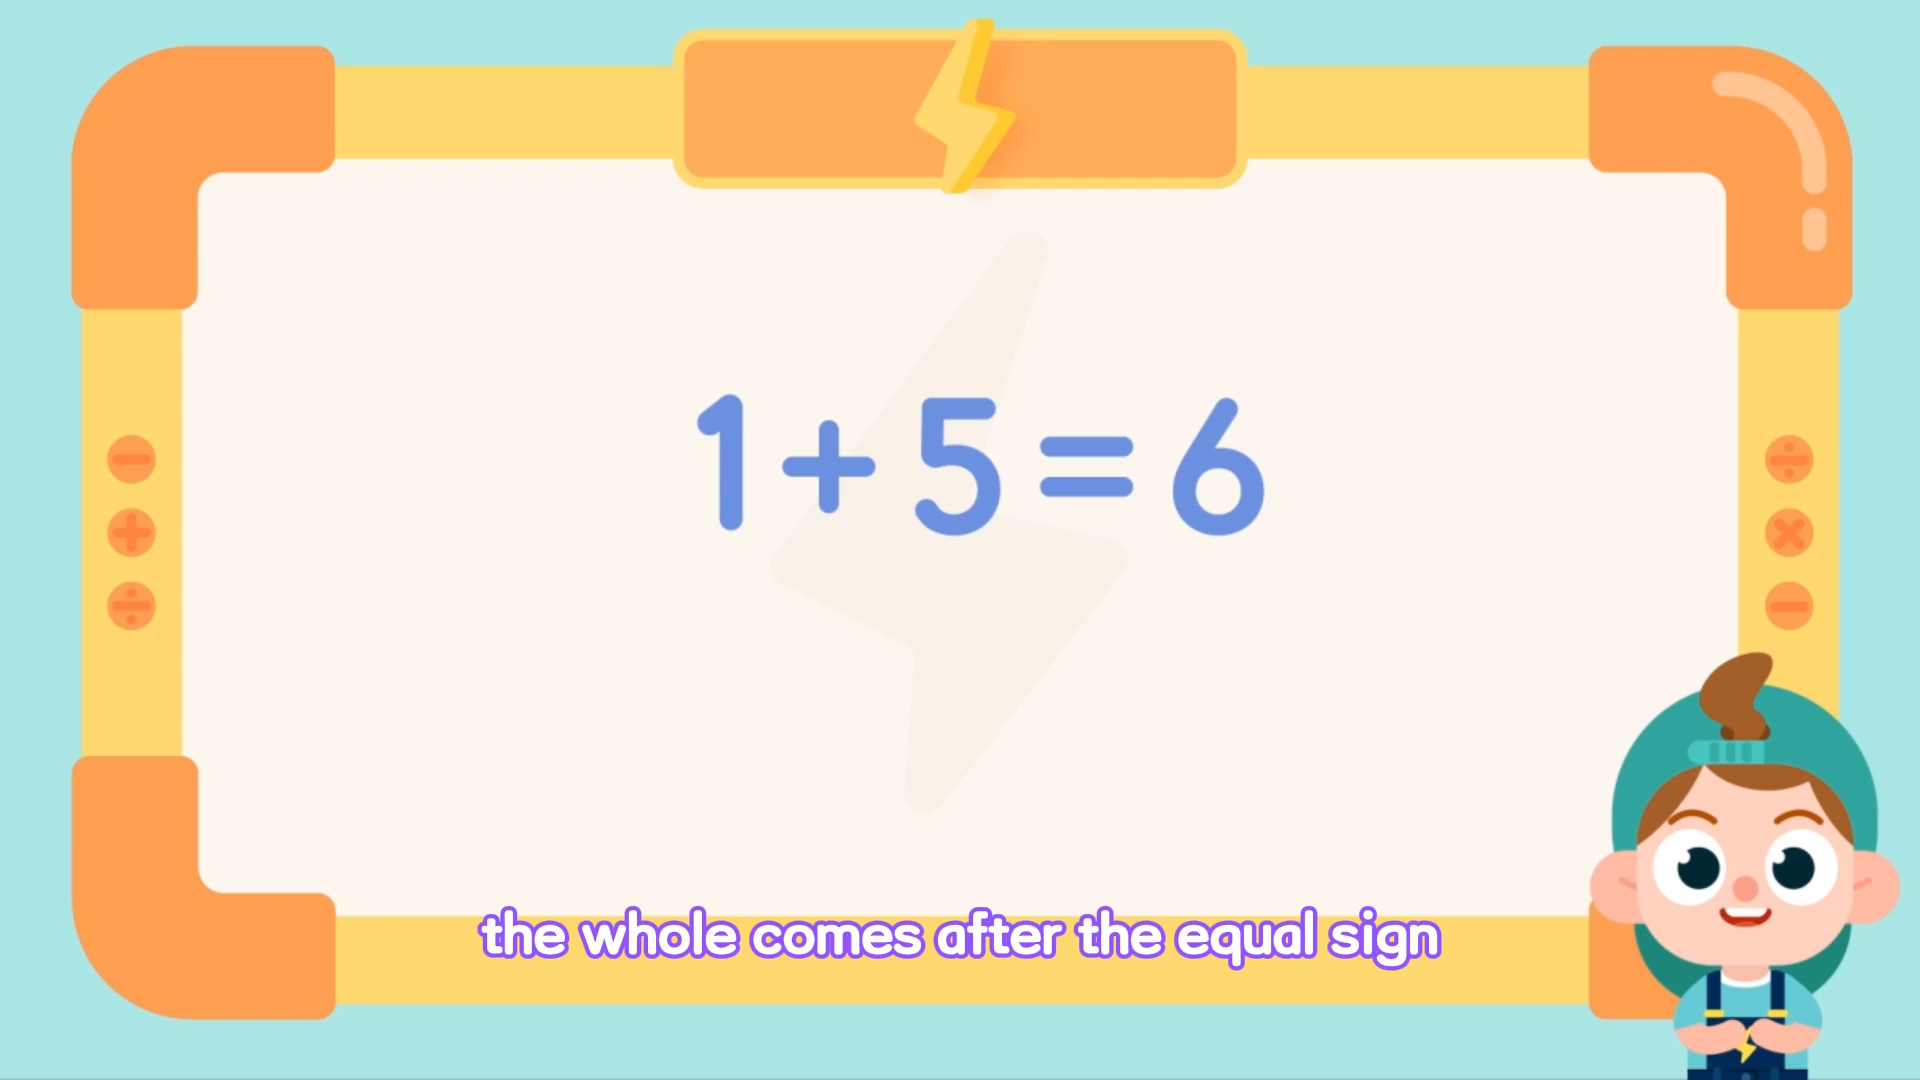 1+5=6
the whole comes after the equal sign